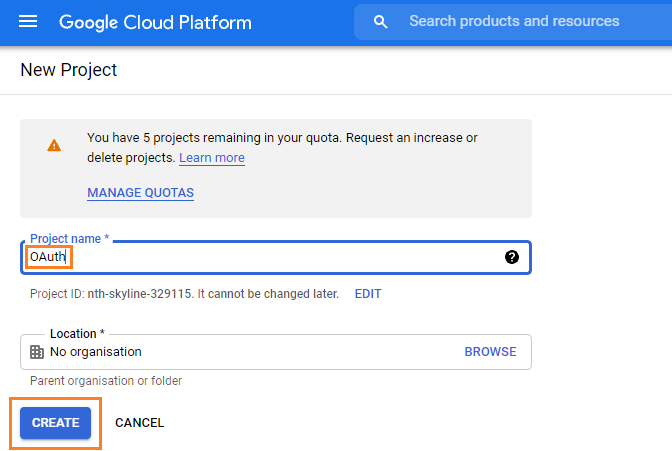 Google Cloud Platform
Search products and resources
New Project
You have 5 projects remaining in your quota. Request an increase or
delete projects. Learn more
MANAGE QUOTAS
Project name *
OAuth
Project ID: nth-skyline-329115. It cannot be changed later. EDIT
Location *
No organisation BROWSE
Parent organisation or folder
CREATE CANCEL